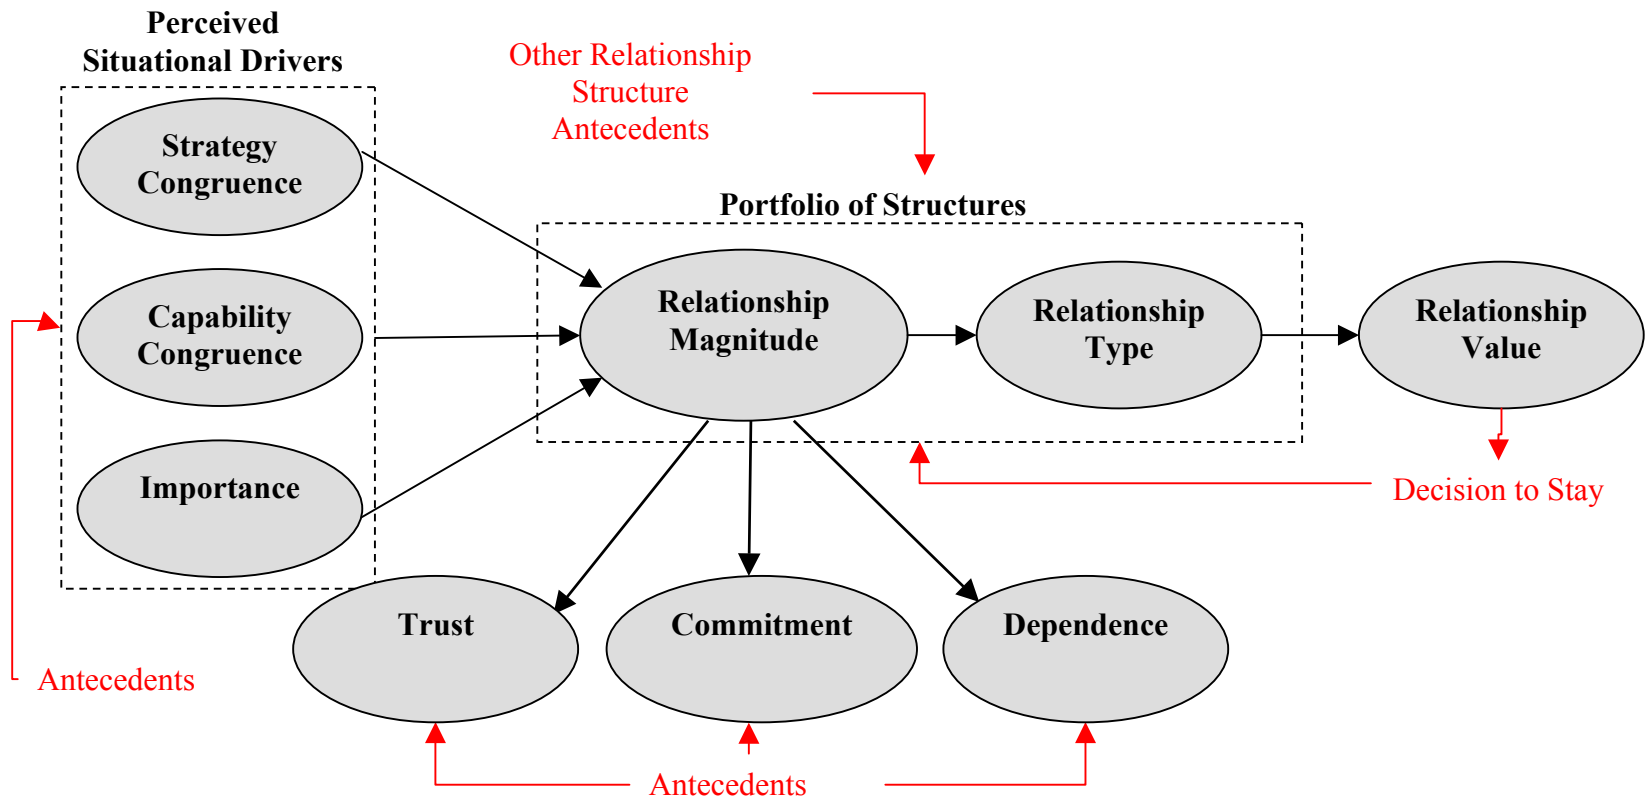 Perceived
Situational Drivers
Other Relationship
Structure
Antecedents
Strategy
Congruence
Portfolio of Structures
Capability
Congruence
Relationship
Magnitude
Relationship
Type
Relationship
Value
Importance
Decision to Stay
Trust
Commitment
Dependence
Antecedents
Antecedents